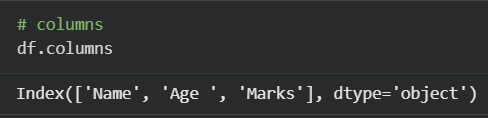 # columns
df.columns
Index(['Name', 'Age ', 'Marks'], dtype='object')